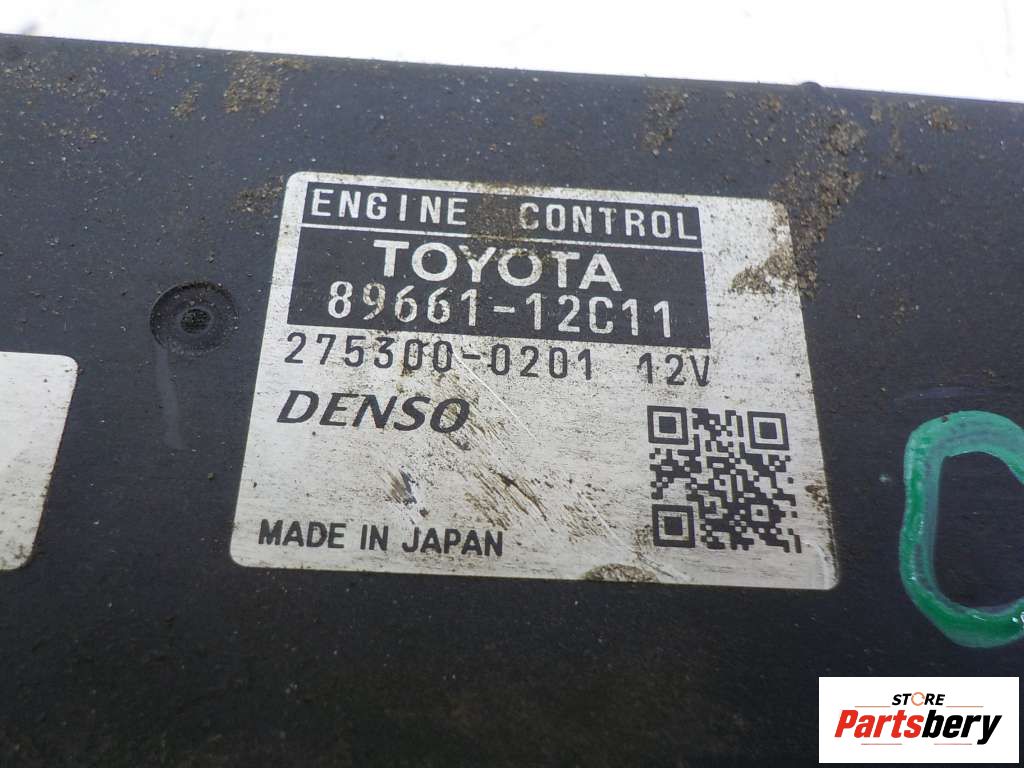 ENGINE CONTROL
TOYOTA
89661-12C11
275300-0201 12V
DENSO
MADE IN JAPAN
STORE
Partsbery